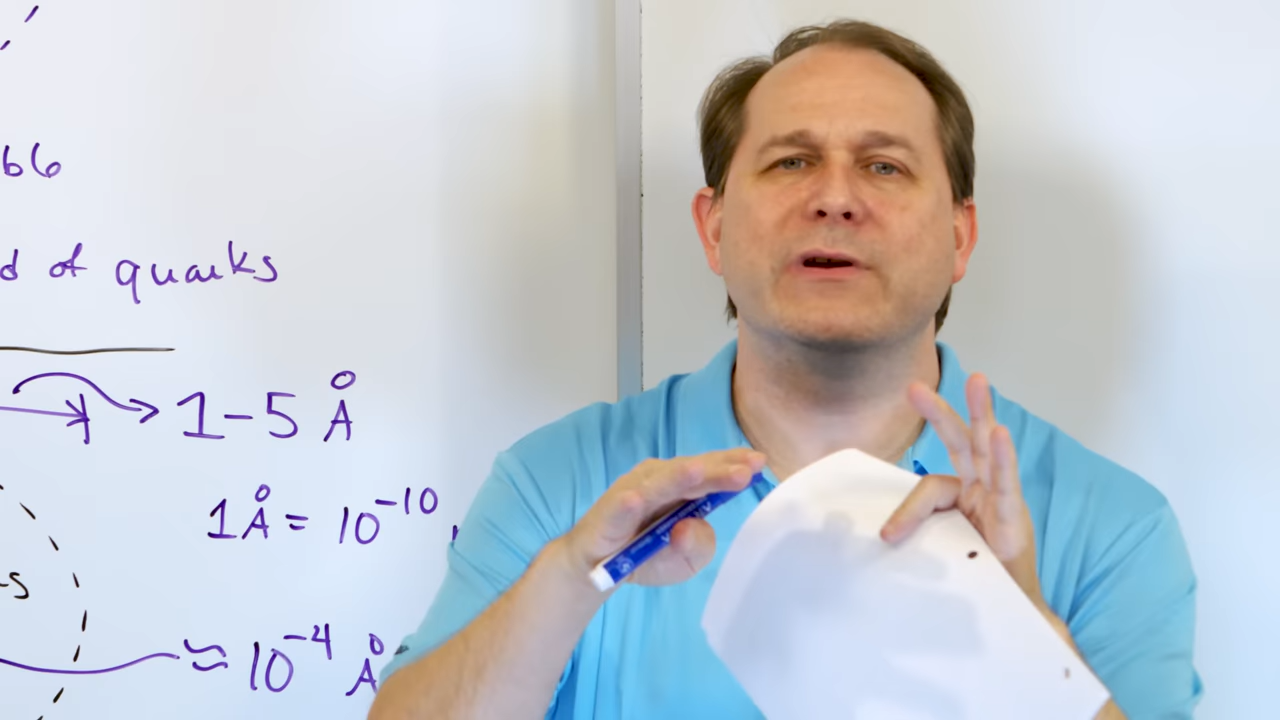 66
d of quarks
1-5 Å
1Å = 10⁻¹⁰
s
≈ 10⁻⁴ Å